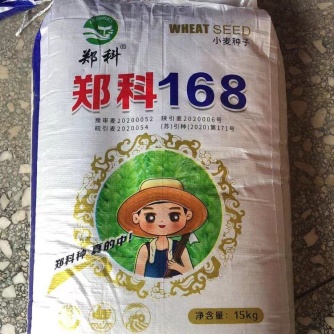 WHEAT SEED
小麦种子
郑科®
郑科168
豫审麦20200052 陕引麦2020006号
皖引麦2020054 (苏)引种(2020)第171号
郑科种·真的中!
净含量: 15kg